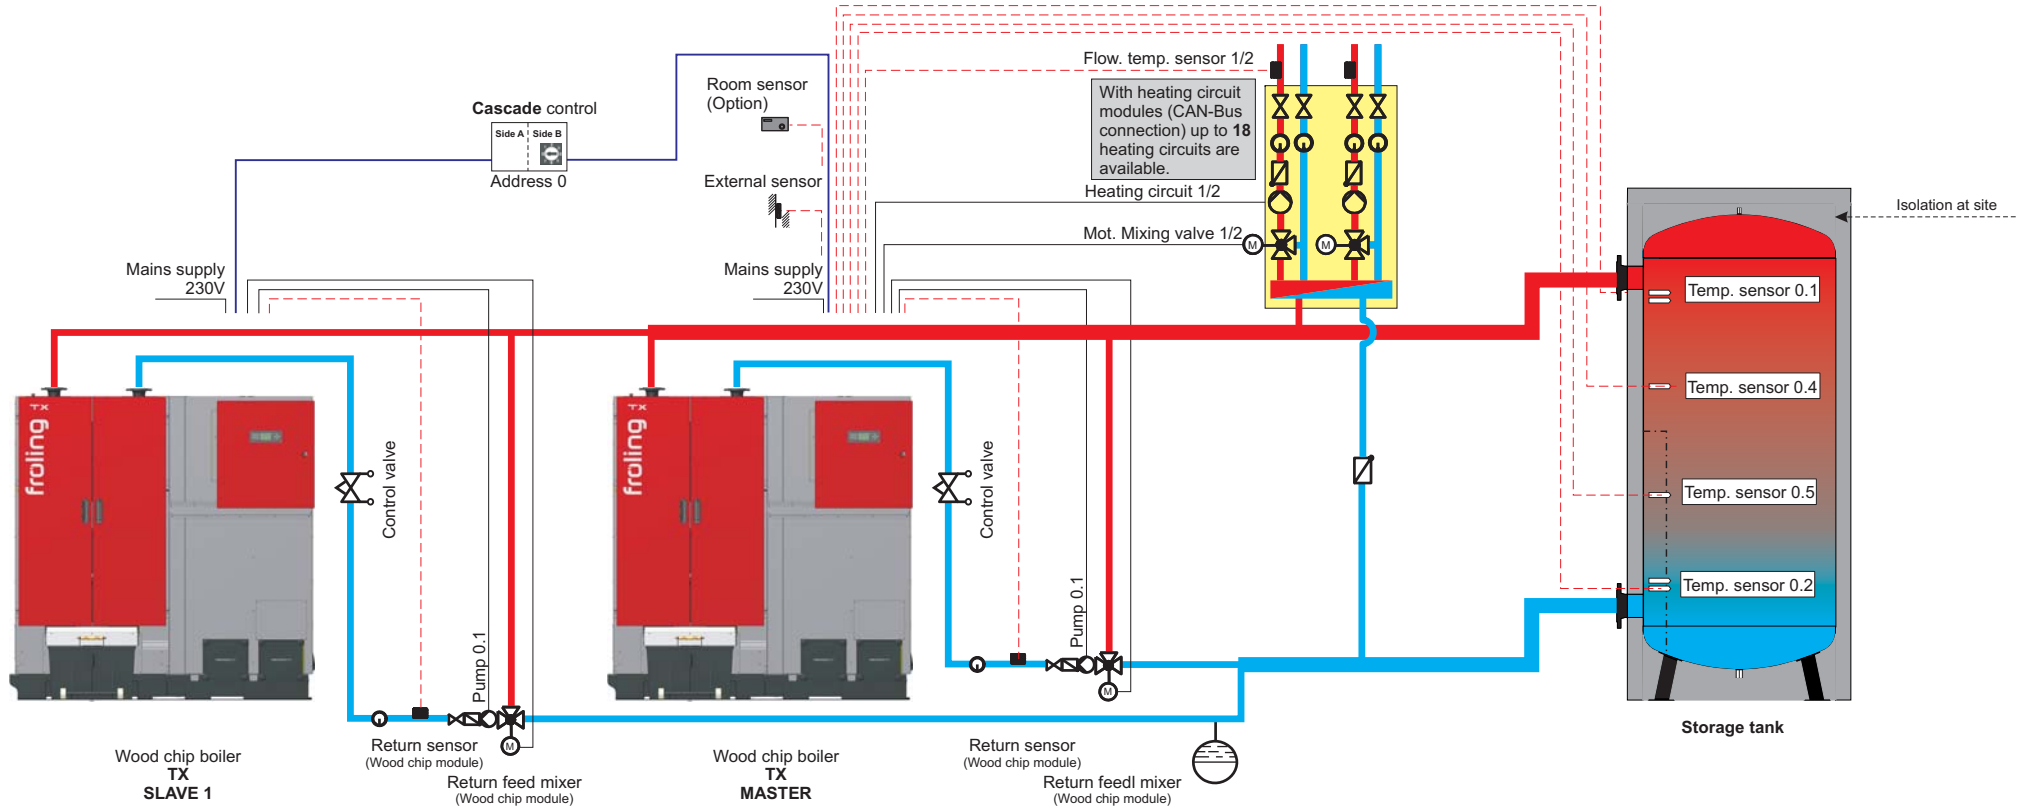 Flow. temp. sensor 1/2
With heating circuit
modules (CAN-Bus
connection) up to 18
heating circuits are
available.
Room sensor
(Option)
Cascade control
Side A
Side B
Address 0
External sensor
Heating circuit 1/2
Mot. Mixing valve 1/2
M
M
Isolation at site
Mains supply
230V
Mains supply
230V
Temp. sensor 0.1
Temp. sensor 0.4
Temp. sensor 0.5
Temp. sensor 0.2
froling TX
froling TX
Control valve
Control valve
Pump 0.1
Pump 0.1
M
M
Storage tank
Wood chip boiler
TX
SLAVE 1
Return sensor
(Wood chip module)
Return feed mixer
(Wood chip module)
Wood chip boiler
TX
MASTER
Return sensor
(Wood chip module)
Return feedl mixer
(Wood chip module)